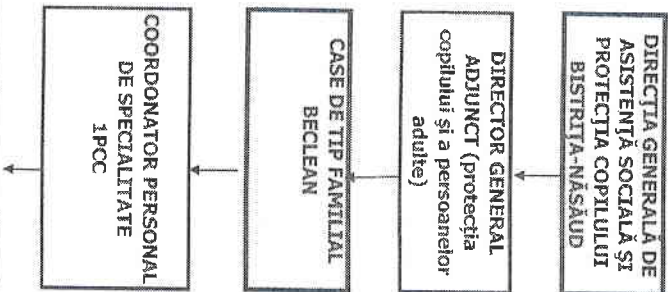 DIRECȚIA GENERALĂ DE
ASISTENȚĂ SOCIALĂ ȘI
PROTECȚIA COPILULUI
BISTRIȚA-NĂSĂUD
DIRECTOR GENERAL
ADJUNCT (protecția
copilului și a persoanelor
adulte)
CASE DE TIP FAMILIAL
BECLEAN
COORDONATOR PERSONAL
DE SPECIALITATE
1PCC